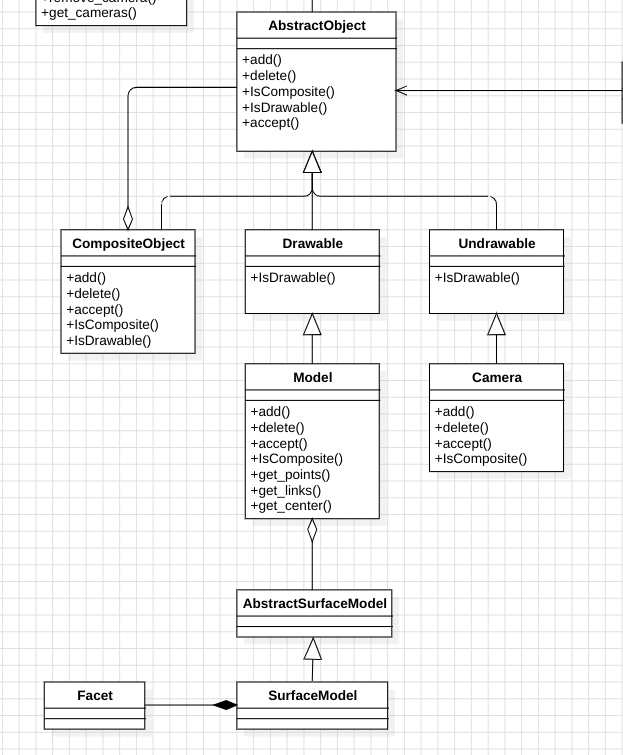 +remove_camera()
+get_cameras()
AbstractObject
+add()
+delete()
+IsComposite()
+IsDrawable()
+accept()
CompositeObject
+add()
+delete()
+accept()
+IsComposite()
+IsDrawable()
Drawable
+IsDrawable()
Undrawable
+IsDrawable()
Model
+add()
+delete()
+accept()
+IsComposite()
+get_points()
+get_links()
+get_center()
Camera
+add()
+delete()
+accept()
+IsComposite()
AbstractSurfaceModel
Facet
SurfaceModel